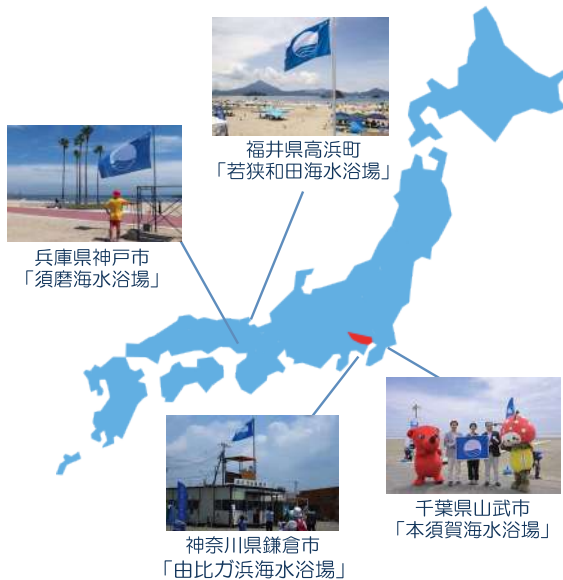 福井県高浜町
「若狭和田海水浴場」
兵庫県神戸市
「須磨海水浴場」
神奈川県鎌倉市
「由比ガ浜海水浴場」
千葉県山武市
「本須賀海水浴場」